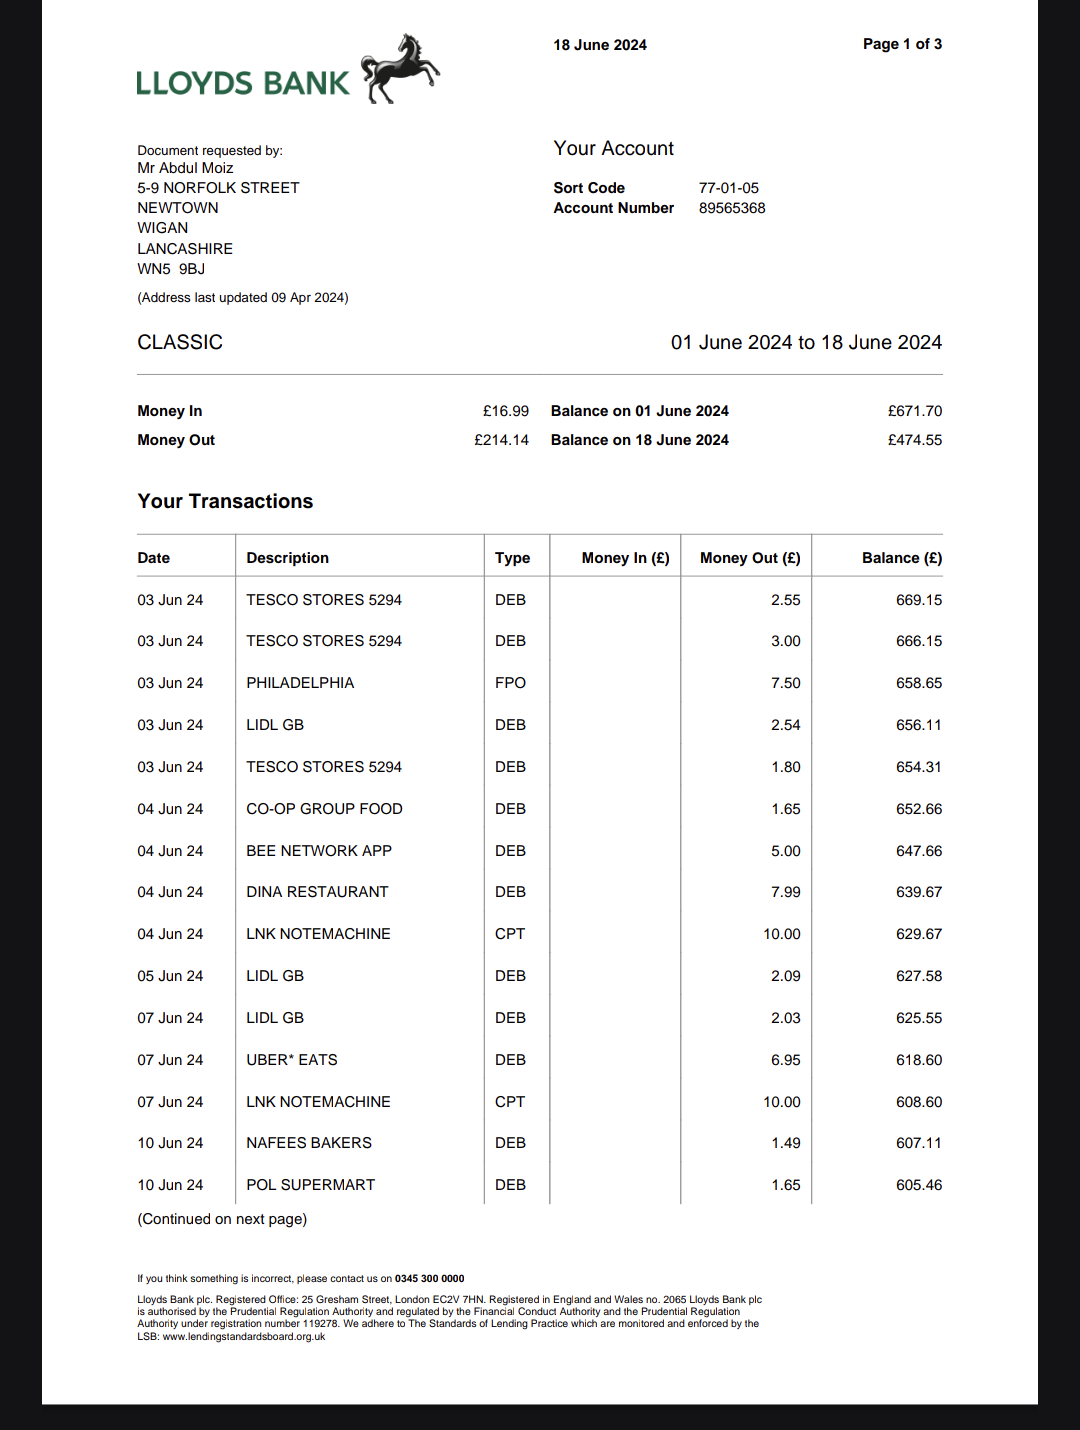 LLOYDS BANK
18 June 2024
Page 1 of 3
Document requested by:
Mr Abdul Moiz
5-9 NORFOLK STREET
NEWTOWN
WIGAN
LANCASHIRE
WN5 9BJ
(Address last updated 09 Apr 2024)
Your Account
Sort Code 77-01-05
Account Number 89565368
CLASSIC 01 June 2024 to 18 June 2024
Money In £16.99 Balance on 01 June 2024 £671.70
Money Out £214.14 Balance on 18 June 2024 £474.55
Your Transactions
Date Description Type Money In (£) Money Out (£) Balance (£)
03 Jun 24 TESCO STORES 5294 DEB 2.55 669.15
03 Jun 24 TESCO STORES 5294 DEB 3.00 666.15
03 Jun 24 PHILADELPHIA FPO 7.50 658.65
03 Jun 24 LIDL GB DEB 2.54 656.11
03 Jun 24 TESCO STORES 5294 DEB 1.80 654.31
04 Jun 24 CO-OP GROUP FOOD DEB 1.65 652.66
04 Jun 24 BEE NETWORK APP DEB 5.00 647.66
04 Jun 24 DINA RESTAURANT DEB 7.99 639.67
04 Jun 24 LNK NOTEMACHINE CPT 10.00 629.67
05 Jun 24 LIDL GB DEB 2.09 627.58
07 Jun 24 LIDL GB DEB 2.03 625.55
07 Jun 24 UBER* EATS DEB 6.95 618.60
07 Jun 24 LNK NOTEMACHINE CPT 10.00 608.60
10 Jun 24 NAFEES BAKERS DEB 1.49 607.11
10 Jun 24 POL SUPERMART DEB 1.65 605.46
(Continued on next page)
If you think something is incorrect, please contact us on 0345 300 0000
Lloyds Bank plc. Registered Office: 25 Gresham Street, London EC2V 7HN. Registered in England and Wales no. 2065 Lloyds Bank plc
is authorised by the Prudential Regulation Authority and regulated by the Financial Conduct Authority and the Prudential Regulation
Authority under registration number 119278. We adhere to The Standards of Lending Practice which are monitored and enforced by the
LSB: www.lendingstandardsboard.org.uk